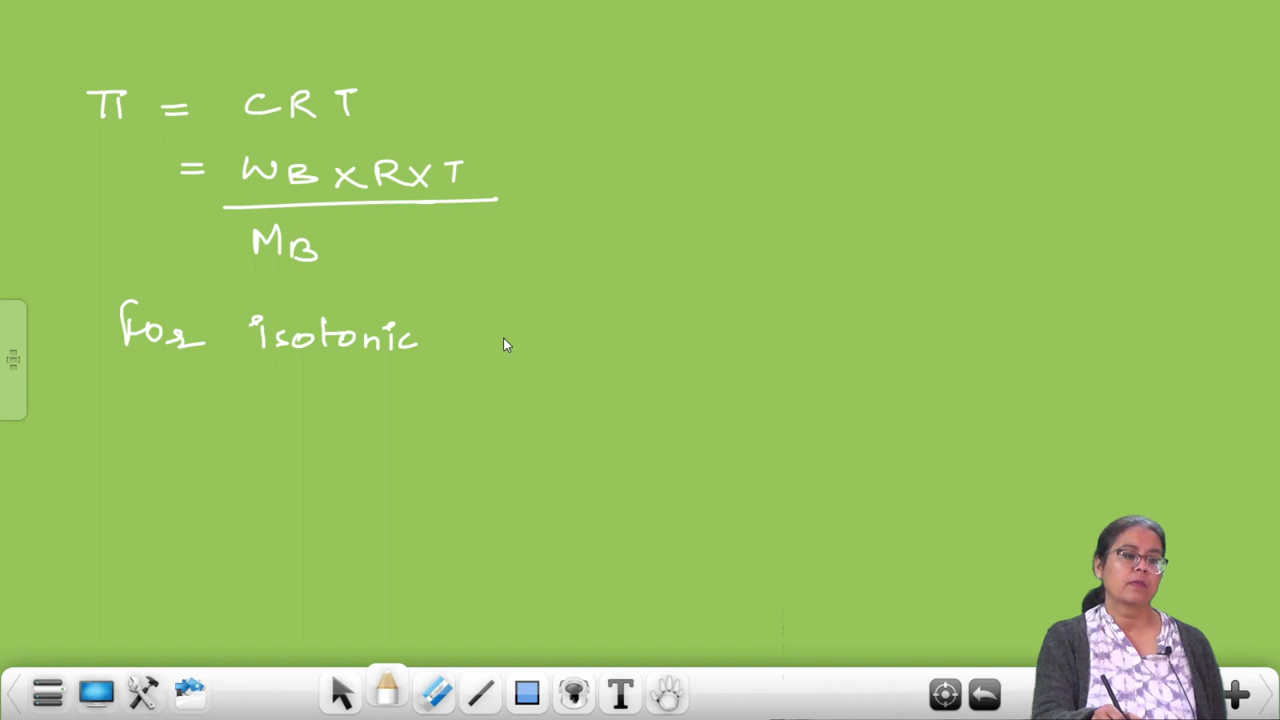 π = CRT
= WB X R X T
MB
For isotonic
T